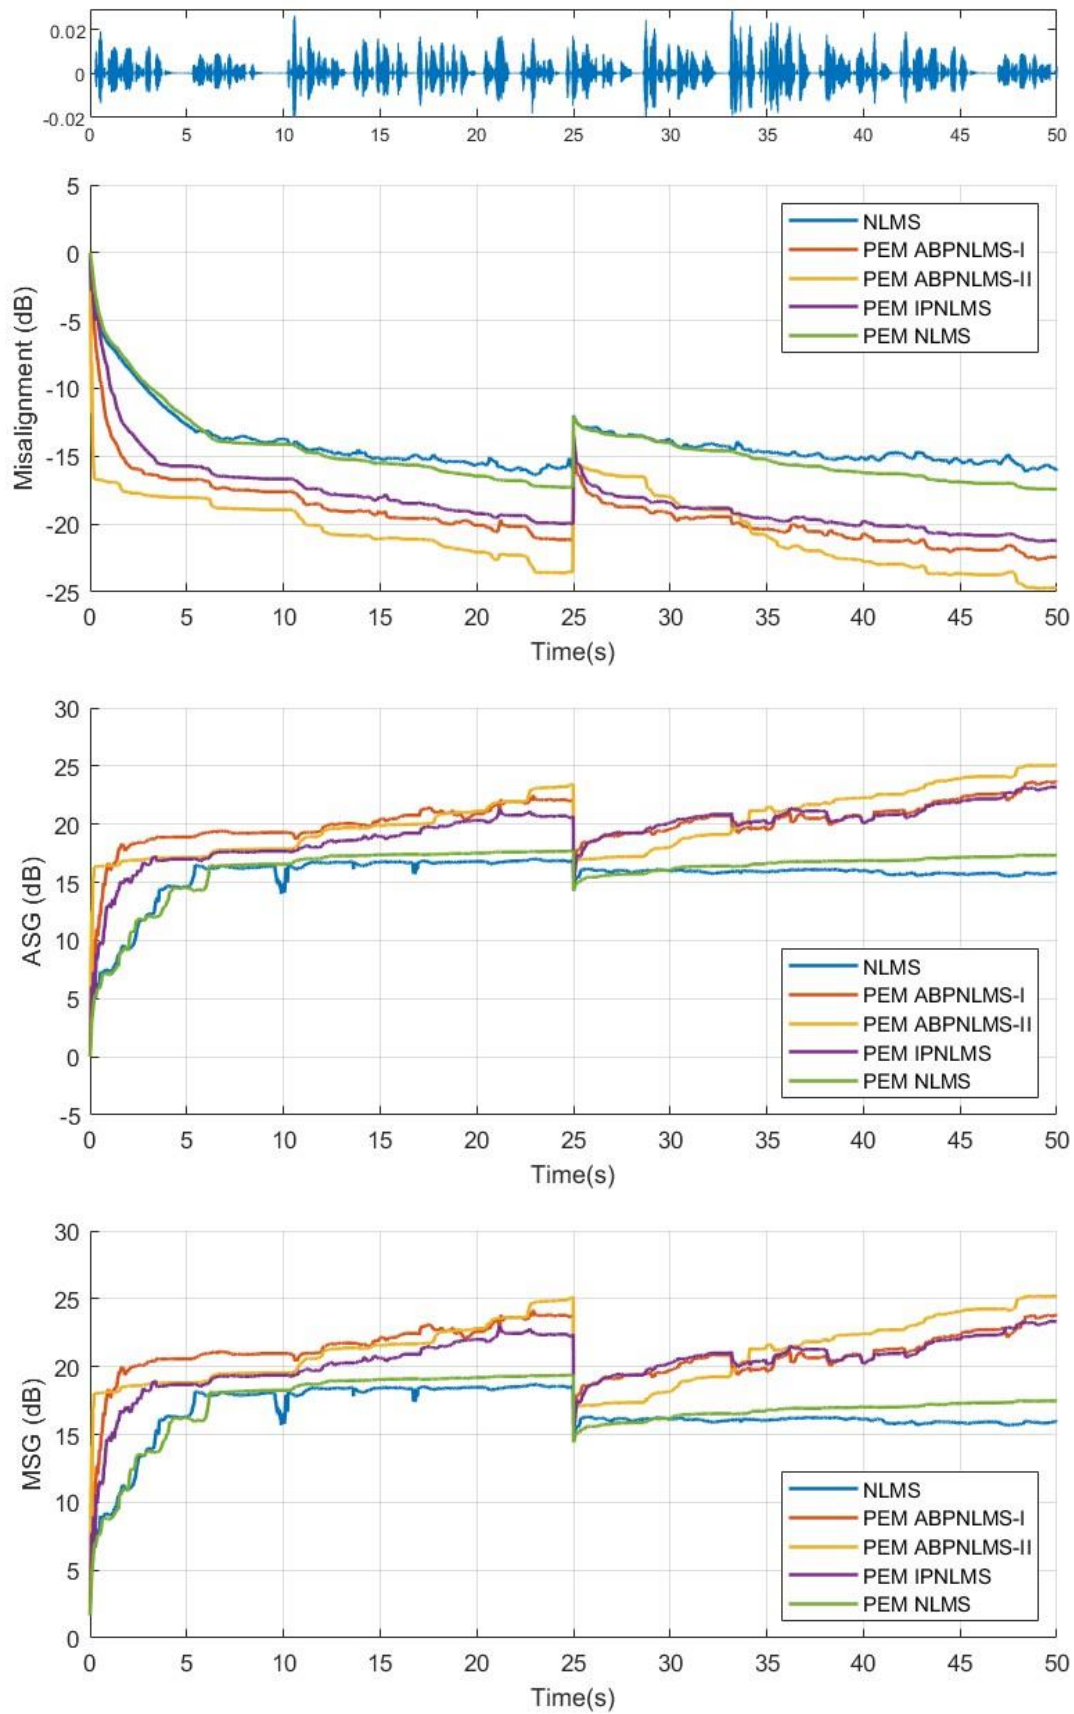 0.02
0
-0.02
0 5 10 15 20 25 30 35 40 45 50
5
0
-5
-10
-15
-20
-25
Misalignment (dB)
NLMS
PEM ABPNLMS-I
PEM ABPNLMS-II
PEM IPNLMS
PEM NLMS
0 5 10 15 20 25 30 35 40 45 50
Time(s)
30
25
20
15
10
5
0
-5
ASG (dB)
NLMS
PEM ABPNLMS-I
PEM ABPNLMS-II
PEM IPNLMS
PEM NLMS
0 5 10 15 20 25 30 35 40 45 50
Time(s)
30
25
20
15
10
5
0
MSG (dB)
NLMS
PEM ABPNLMS-I
PEM ABPNLMS-II
PEM IPNLMS
PEM NLMS
0 5 10 15 20 25 30 35 40 45 50
Time(s)